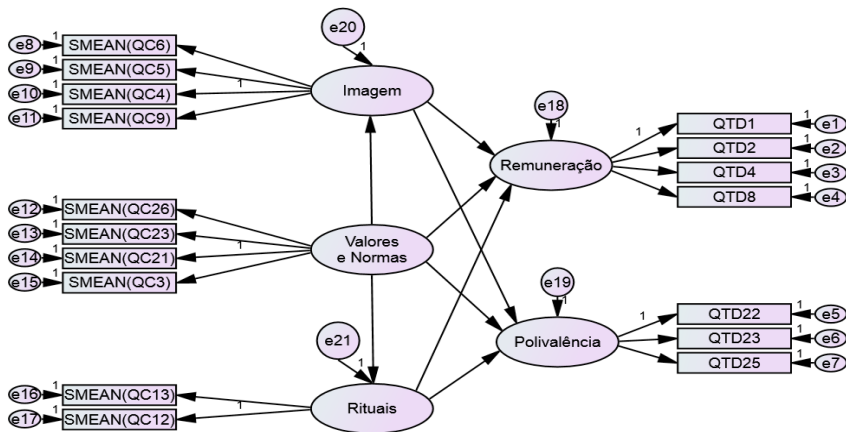 e20
1
e8
1
SMEAN(QC6)
e9
1
SMEAN(QC5)
e10
1
SMEAN(QC4)
1
e11
1
SMEAN(QC9)
Imagem
e18
1
Remuneração
1
QTD1
1
e1
QTD2
1
e2
QTD4
1
e3
QTD8
1
e4
e12
1
SMEAN(QC26)
e13
1
SMEAN(QC23)
e14
1
SMEAN(QC21)
1
e15
1
SMEAN(QC3)
Valores
e Normas
e19
1
Polivalência
1
QTD22
1
e5
QTD23
1
e6
QTD25
1
e7
e21
1
e16
1
SMEAN(QC13)
e17
1
SMEAN(QC12)
1
Rituais